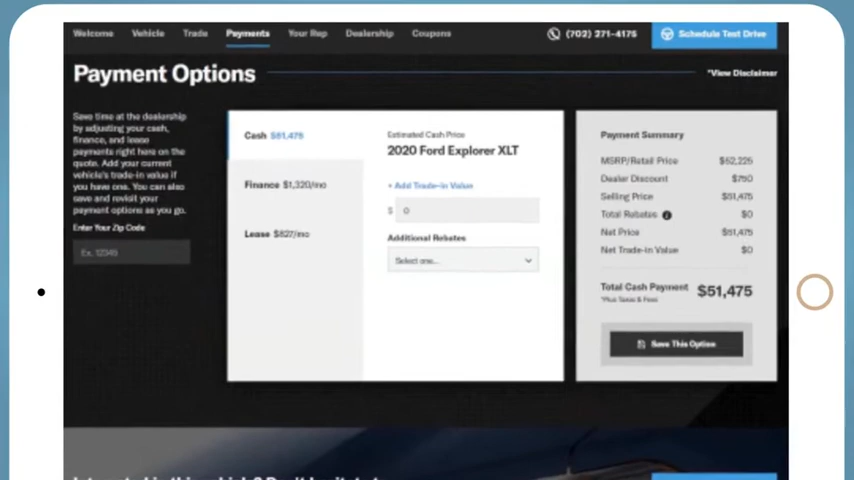 Welcome Vehicle Trade Payments Your Rep Dealership Coupons (702) 271-4175 Schedule Test Drive
Payment Options
*View Disclaimer
Save time at the dealership
by adjusting your cash,
finance, and lease
payments right here on the
quote. Add your current
vehicle's trade-in value if
you have one. You can also
save and revisit your
payment options as you go.
Enter Your Zip Code
Ex. 12345
Cash $51,475
Finance $1,320/mo
Lease $827/mo
Estimated Cash Price
2020 Ford Explorer XLT
+ Add Trade-in Value
$ 0
Additional Rebates
Select one...
Payment Summary
MSRP/Retail Price $52,225
Dealer Discount $750
Selling Price $51,475
Total Rebates $0
Net Price $51,475
Net Trade-in Value $0
Total Cash Payment $51,475
*Plus Taxes & Fees
Save This Option